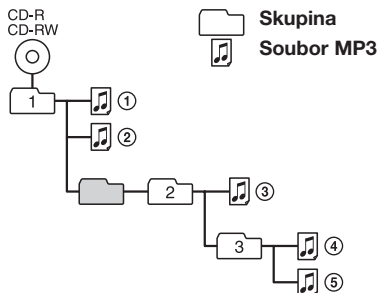 CD-R
CD-RW
Skupina
Soubor MP3
1
①
②
2
③
3
④
⑤